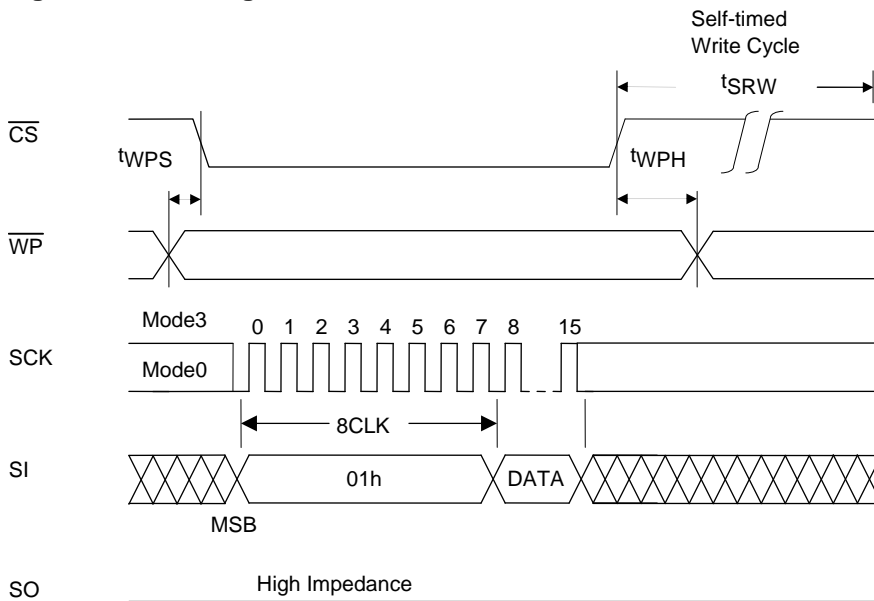 Self-timed
Write Cycle
tSRW
CS
tWPS
tWPH
WP
Mode3
0 1 2 3 4 5 6 7 8 15
SCK
Mode0
8CLK
SI
01h
DATA
MSB
SO
High Impedance